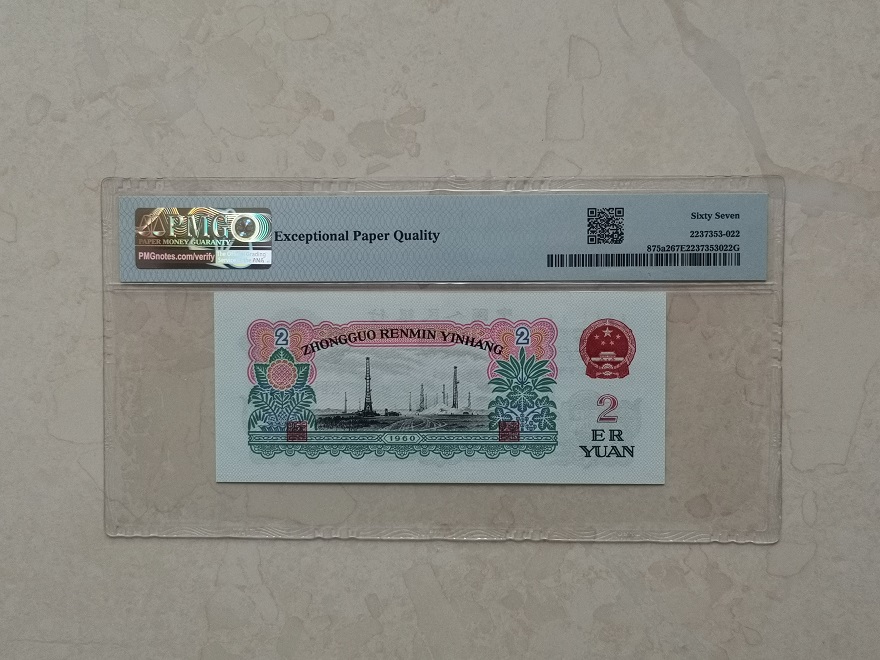 PMG
PAPER MONEY GUARANTY
PMGnotes.com/verify
Exceptional Paper Quality
Sixty Seven
2237353-022
875a267E2237353022G
2
2
ZHONGGUO RENMIN YINHANG
1960
2
ER
YUAN